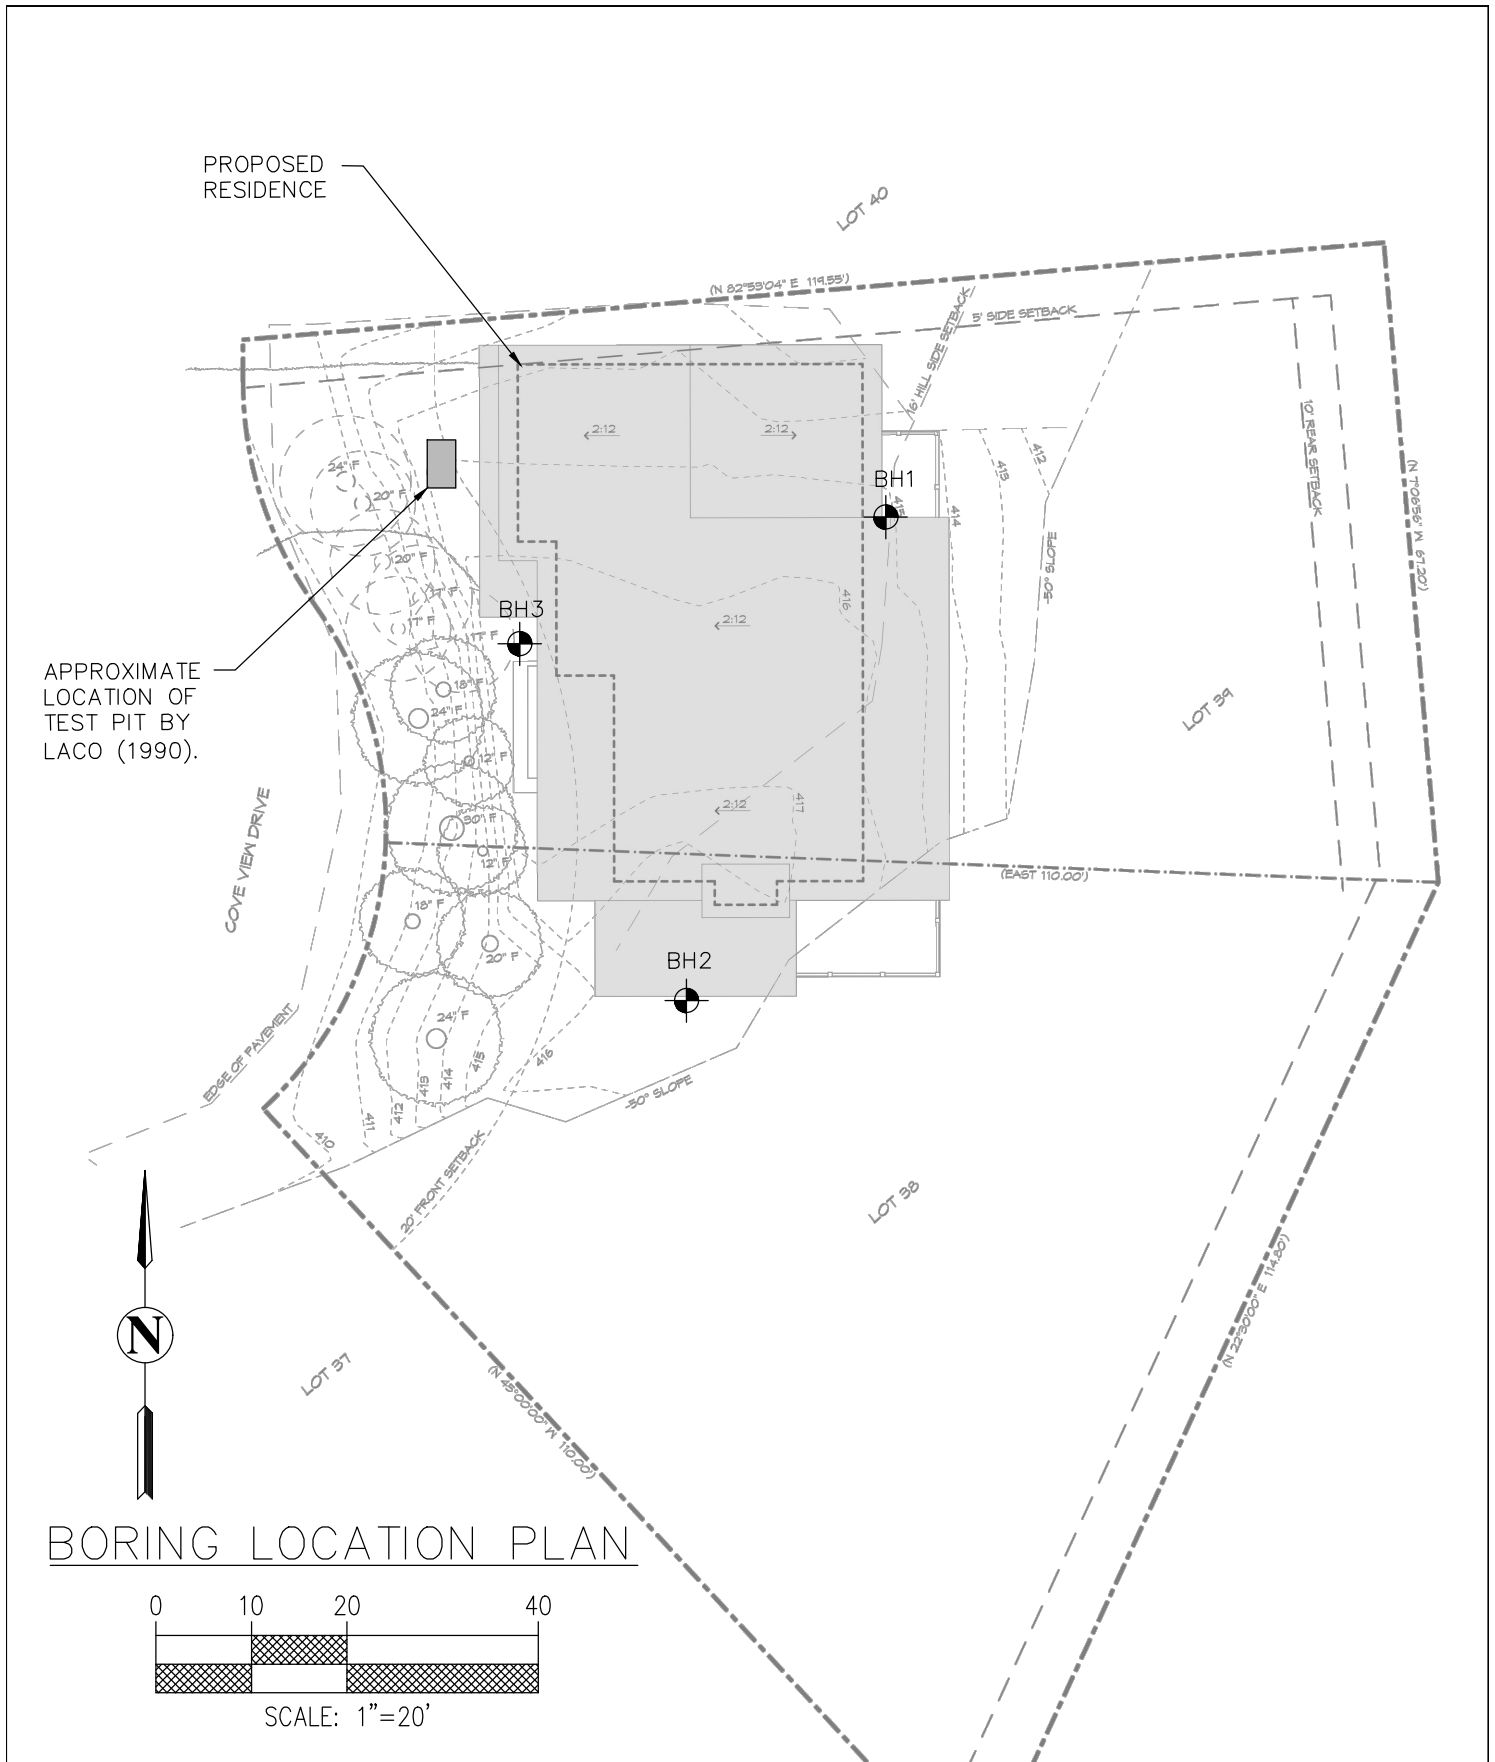 PROPOSED
RESIDENCE
LOT 40
(N 82°53'04" E 119.55')
16' HILL SIDE SETBACK
5' SIDE SETBACK
10' REAR SETBACK
(N 7°06'56" W 67.20')
2:12
2:12
24" F
20" F
BH1
415
414
413
412
-50° SLOPE
20" F
17" F
17" F
17" F
BH3
416
2:12
APPROXIMATE
LOCATION OF
TEST PIT BY
LACO (1990).
18" F
24" F
12" F
LOT 39
COVE VIEW DRIVE
30" F
12" F
2:12
417
(EAST 110.00')
18" F
20" F
BH2
24" F
EDGE OF PAVEMENT
410
411
412
413
414
415
416
-50° SLOPE
20' FRONT SETBACK
LOT 38
(N 22°30'00" E 114.80')
N
LOT 37
(N 45°00'00" W 110.00')
BORING LOCATION PLAN
0 10 20 40
SCALE: 1"=20'